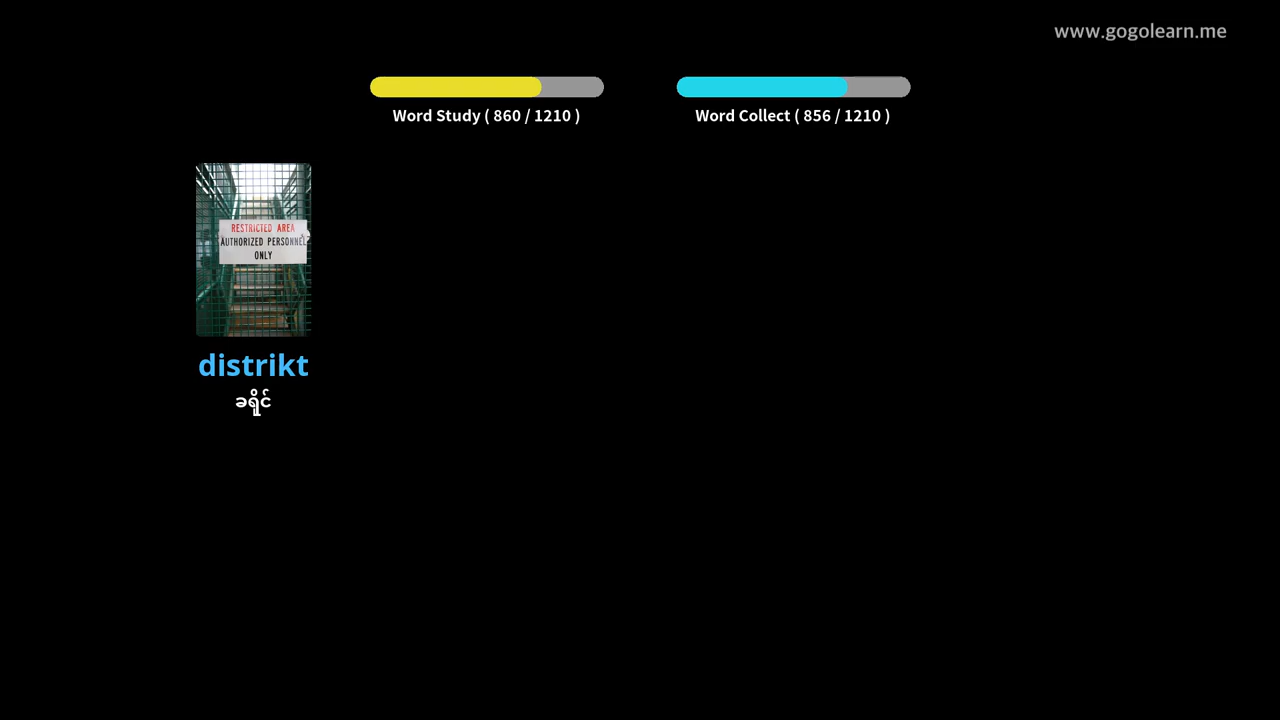 www.gogolearn.me
Word Study ( 860 / 1210 )
Word Collect ( 856 / 1210 )
RESTRICTED AREA
AUTHORIZED PERSONNEL
ONLY
distrikt
ခရိုင်